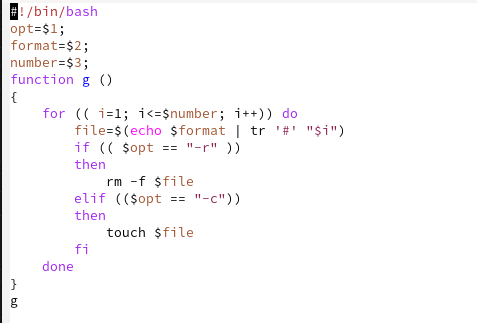 #!/bin/bash
opt=$1;
format=$2;
number=$3;
function g ()
{
    for (( i=1; i<=$number; i++)) do
        file=$(echo $format | tr '#' "$i")
        if (( $opt == "-r" ))
        then
            rm -f $file
        elif (($opt == "-c"))
        then
            touch $file
        fi
    done
}
g